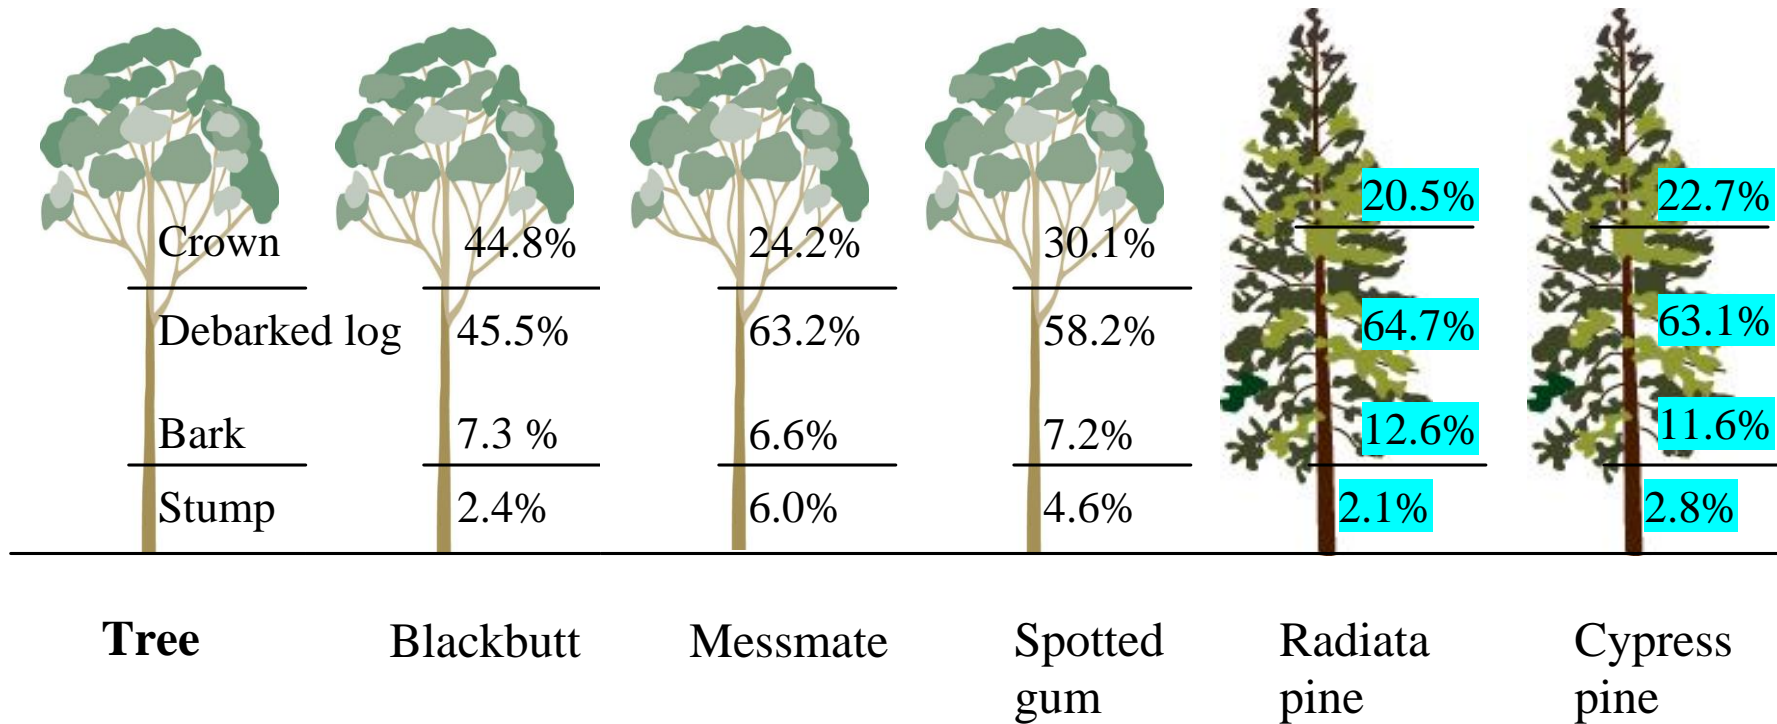 20.5% 22.7%
Crown 44.8% 24.2% 30.1%
Debarked log 45.5% 63.2% 58.2% 64.7% 63.1%
Bark 7.3 % 6.6% 7.2% 12.6% 11.6%
Stump 2.4% 6.0% 4.6% 2.1% 2.8%
Tree Blackbutt Messmate Spotted Radiata Cypress
gum pine pine